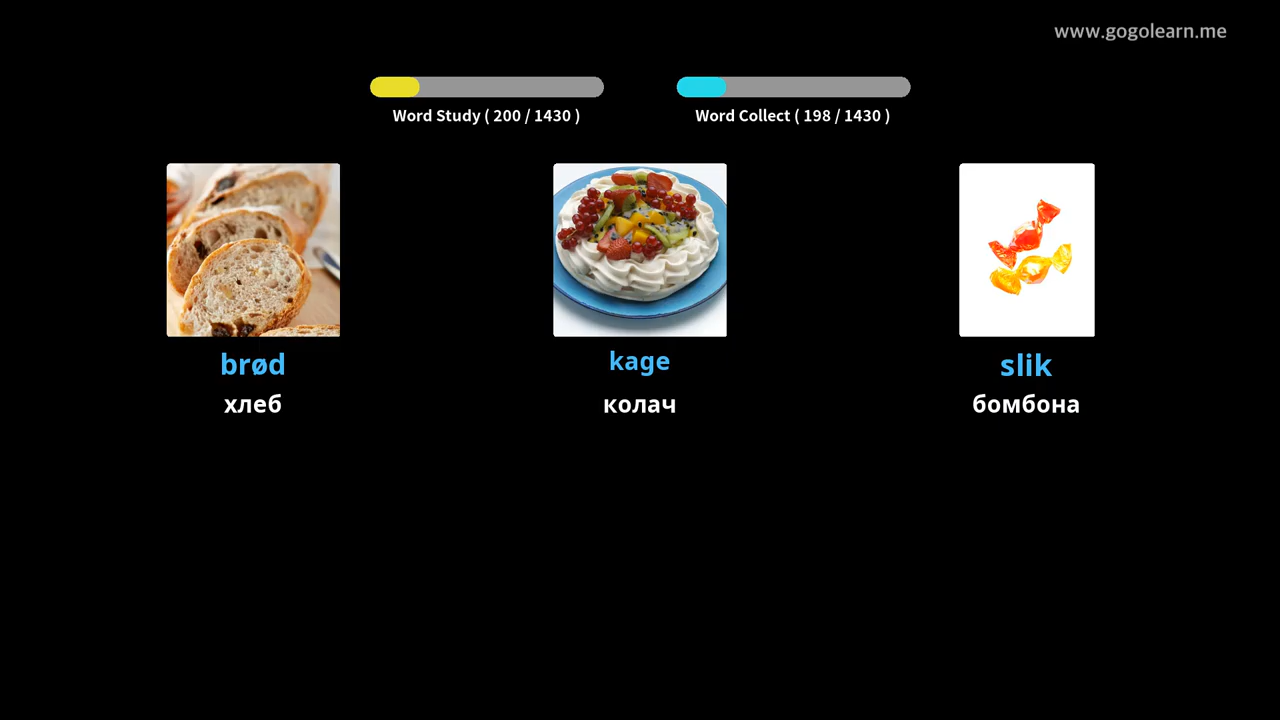 www.gogolearn.me
Word Study ( 200 / 1430 )
Word Collect ( 198 / 1430 )
brød
kage
slik
хлеб
колач
бомбона